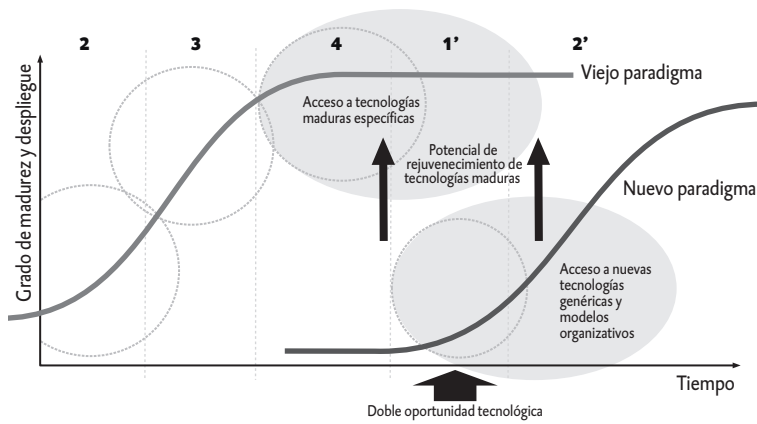 2
3
4
1’
2’
Grado de madurez y despliegue
Viejo paradigma
Acceso a tecnologías
maduras específicas
Potencial de
rejuvenecimiento de
tecnologías maduras
Nuevo paradigma
Acceso a nuevas
tecnologías
genéricas y
modelos
organizativos
Tiempo
Doble oportunidad tecnológica